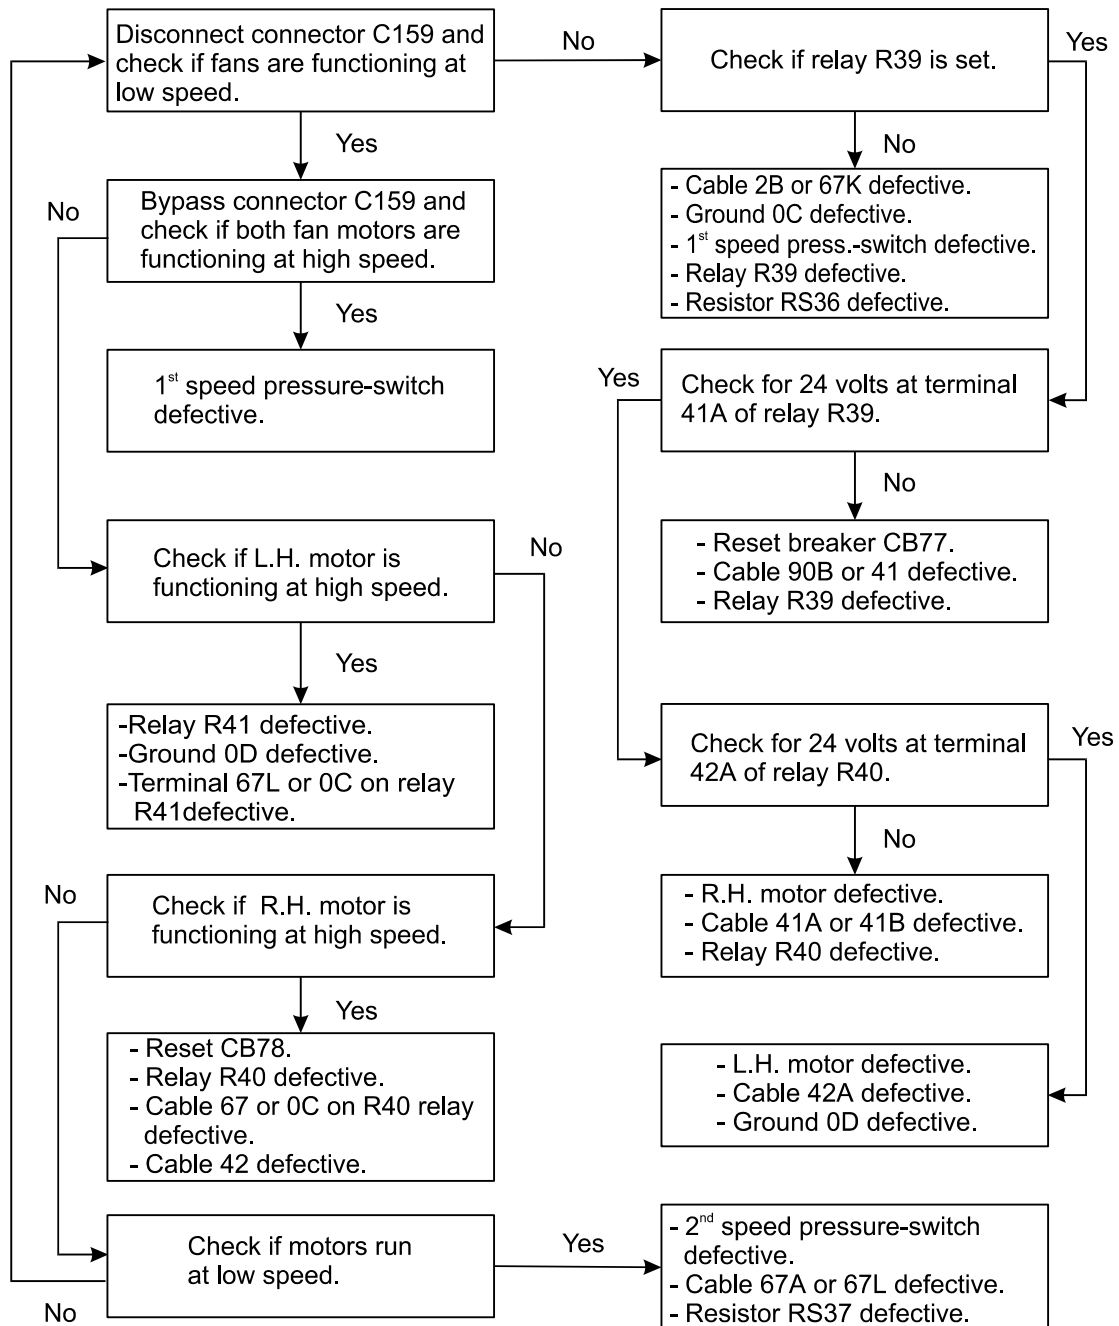 Disconnect connector C159 and
check if fans are functioning at
low speed.
No
Check if relay R39 is set.
Yes
Yes
No
No
Bypass connector C159 and
check if both fan motors are
functioning at high speed.
- Cable 2B or 67K defective.
- Ground 0C defective.
- 1st speed press.-switch defective.
- Relay R39 defective.
- Resistor RS36 defective.
Yes
1st speed pressure-switch
defective.
Yes
Check for 24 volts at terminal
41A of relay R39.
No
Check if L.H. motor is
functioning at high speed.
No
- Reset breaker CB77.
- Cable 90B or 41 defective.
- Relay R39 defective.
Yes
-Relay R41 defective.
-Ground 0D defective.
-Terminal 67L or 0C on relay
R41defective.
Check for 24 volts at terminal
42A of relay R40.
Yes
No
No
Check if R.H. motor is
functioning at high speed.
- R.H. motor defective.
- Cable 41A or 41B defective.
- Relay R40 defective.
Yes
- Reset CB78.
- Relay R40 defective.
- Cable 67 or 0C on R40 relay
defective.
- Cable 42 defective.
- L.H. motor defective.
- Cable 42A defective.
- Ground 0D defective.
Check if motors run
at low speed.
Yes
No
- 2nd speed pressure-switch
defective.
- Cable 67A or 67L defective.
- Resistor RS37 defective.